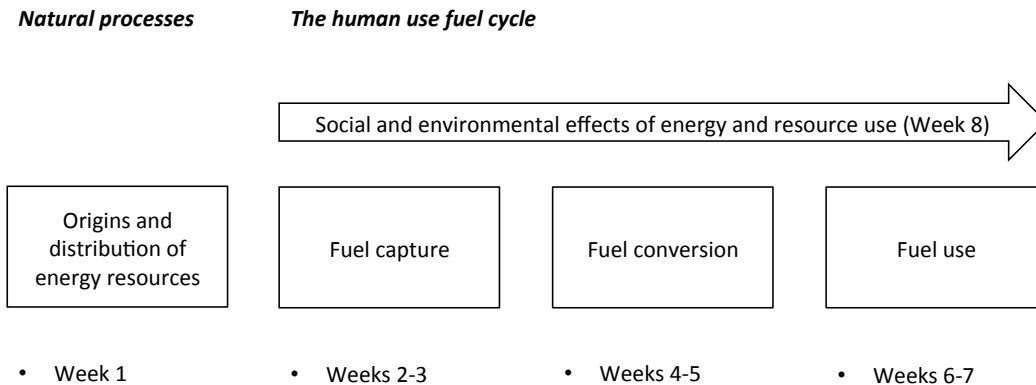 Natural processes
The human use fuel cycle
Social and environmental effects of energy and resource use (Week 8)
Origins and
distribution of
energy resources
Fuel capture
Fuel conversion
Fuel use
• Week 1
• Weeks 2-3
• Weeks 4-5
• Weeks 6-7